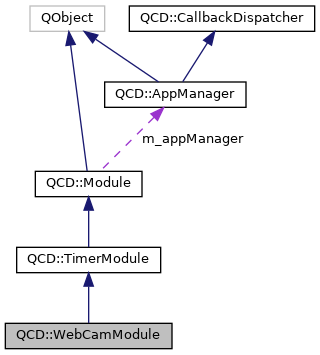 QObject
QCD::CallbackDispatcher
QCD::AppManager
m_appManager
QCD::Module
QCD::TimerModule
QCD::WebCamModule